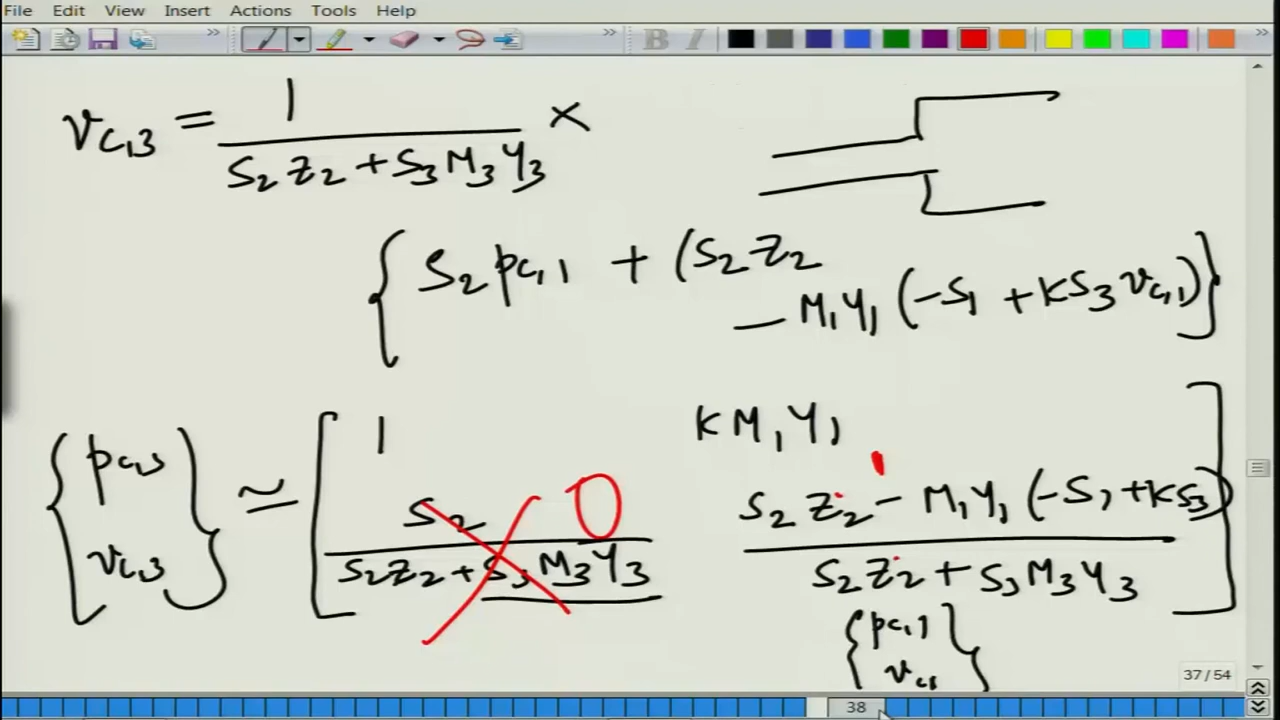 File Edit View Insert Actions Tools Help
B I
v_{c,3} = 1 / (S_2 Z_2 + S_3 M_3 Y_3) ×
{ S_2 p_{c,1} + (S_2 Z_2
— M_1 Y_1 (-S_1 + K S_3 v_{c,1}) }
{ p_{c,3} v_{c,3} } ≃ [ 1 K M_1 Y_1
S_2 / (S_2 Z_2 + S_3 M_3 Y_3) 0 (S_2 Z_2 - M_1 Y_1 (-S_1 + K S_3)) / (S_2 Z_2 + S_3 M_3 Y_3) ]
{ p_{c,1}
v_{c,1} }
37 / 54
38